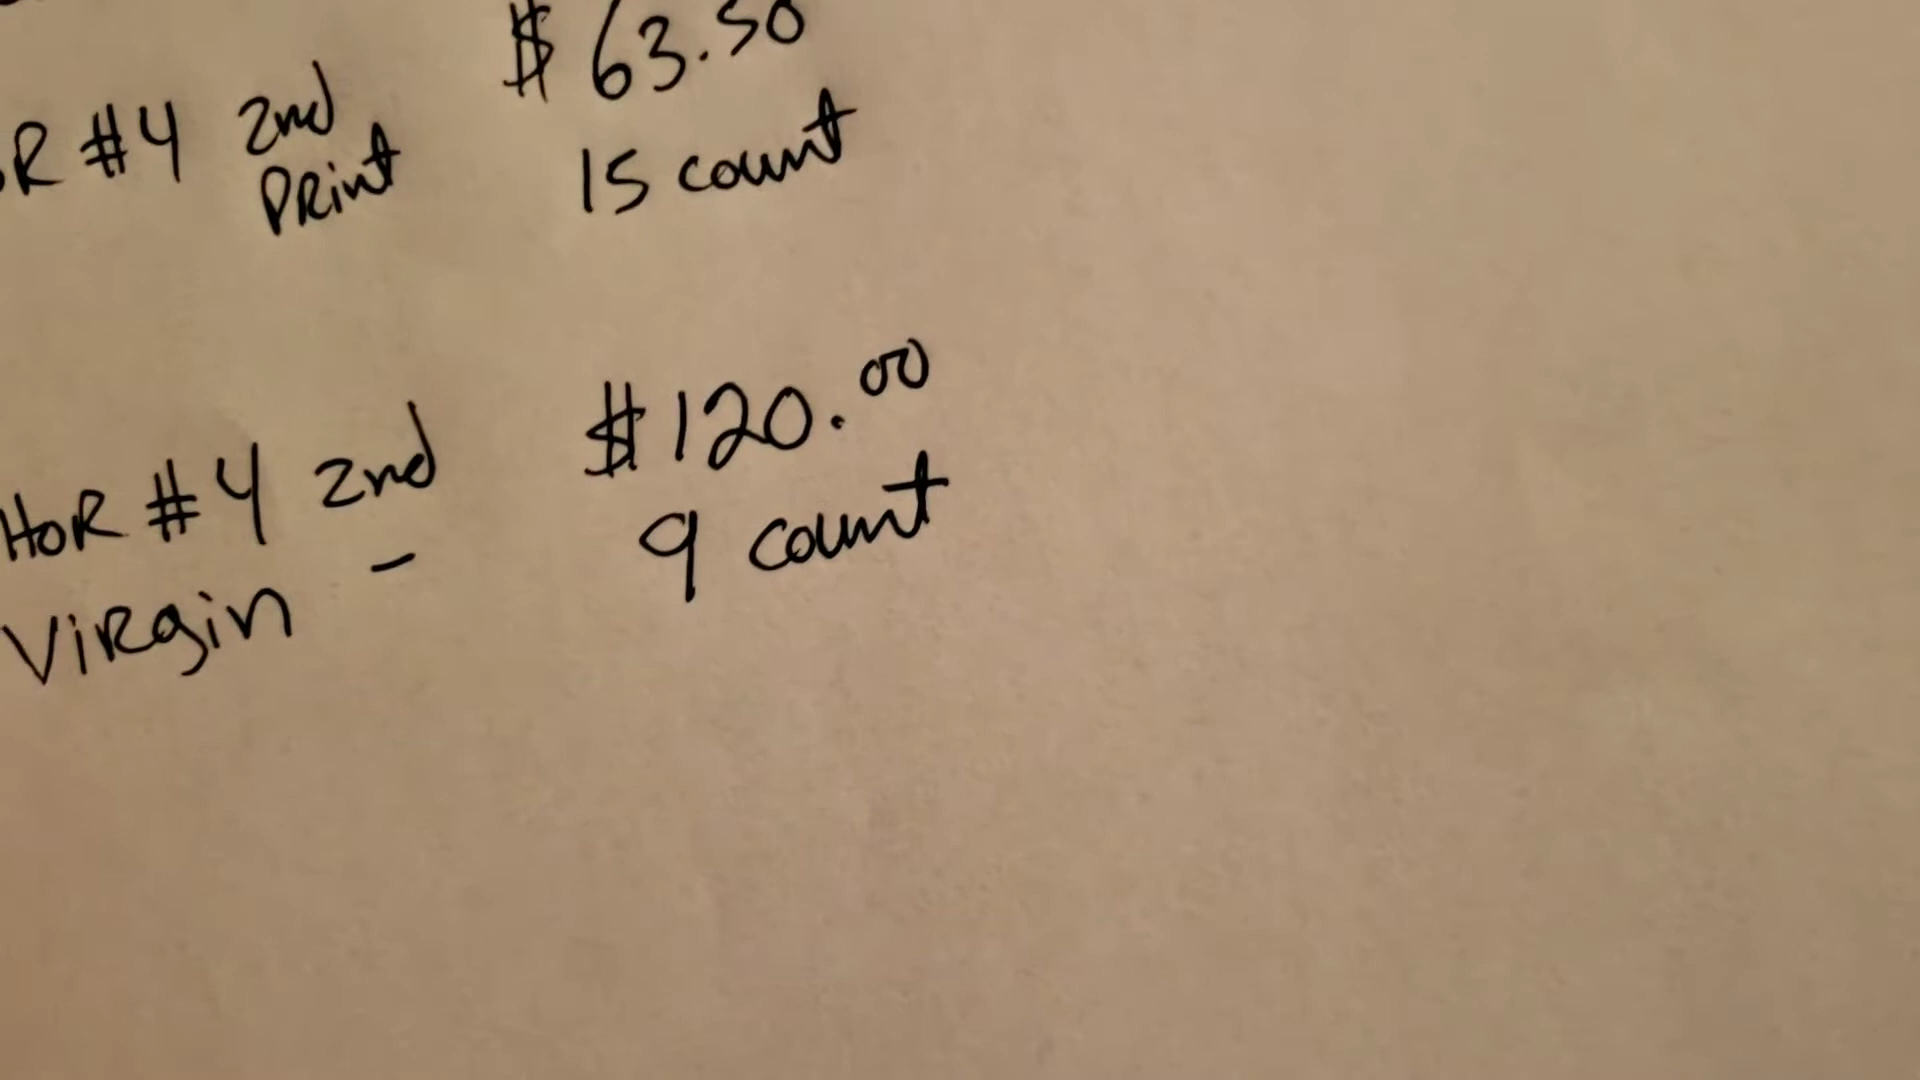 $ 63.50
R #4 2nd
PRint
15 count
HoR #4 2nd
Virgin -
$120.00
9 count